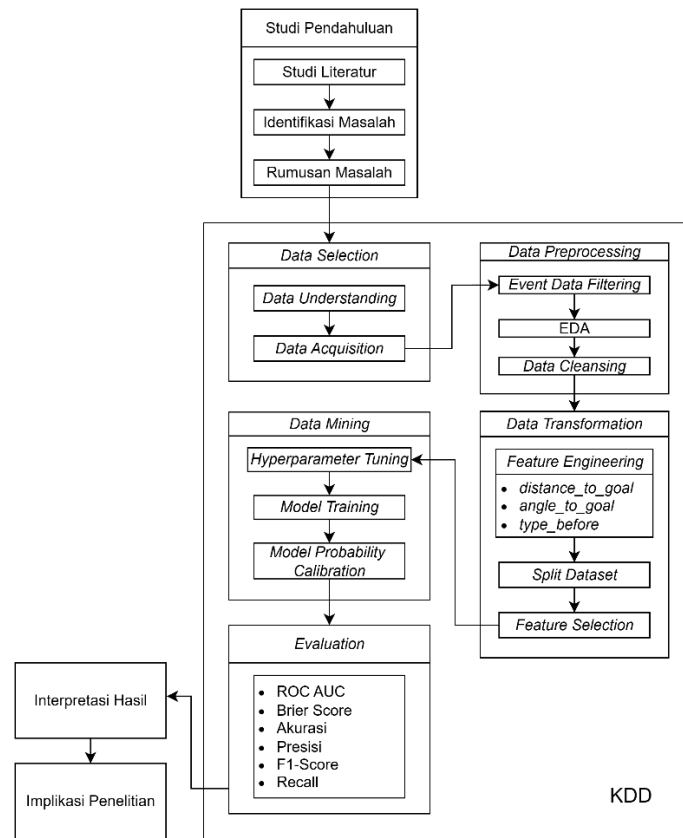 Studi Pendahuluan
Studi Literatur
Identifikasi Masalah
Rumusan Masalah
Data Selection
Data Understanding
Data Acquisition
Data Preprocessing
Event Data Filtering
EDA
Data Cleansing
Data Transformation
Feature Engineering
• distance_to_goal
• angle_to_goal
• type_before
Split Dataset
Feature Selection
Data Mining
Hyperparameter Tuning
Model Training
Model Probability
Calibration
Evaluation
• ROC AUC
• Brier Score
• Akurasi
• Presisi
• F1-Score
• Recall
Interpretasi Hasil
Implikasi Penelitian
KDD